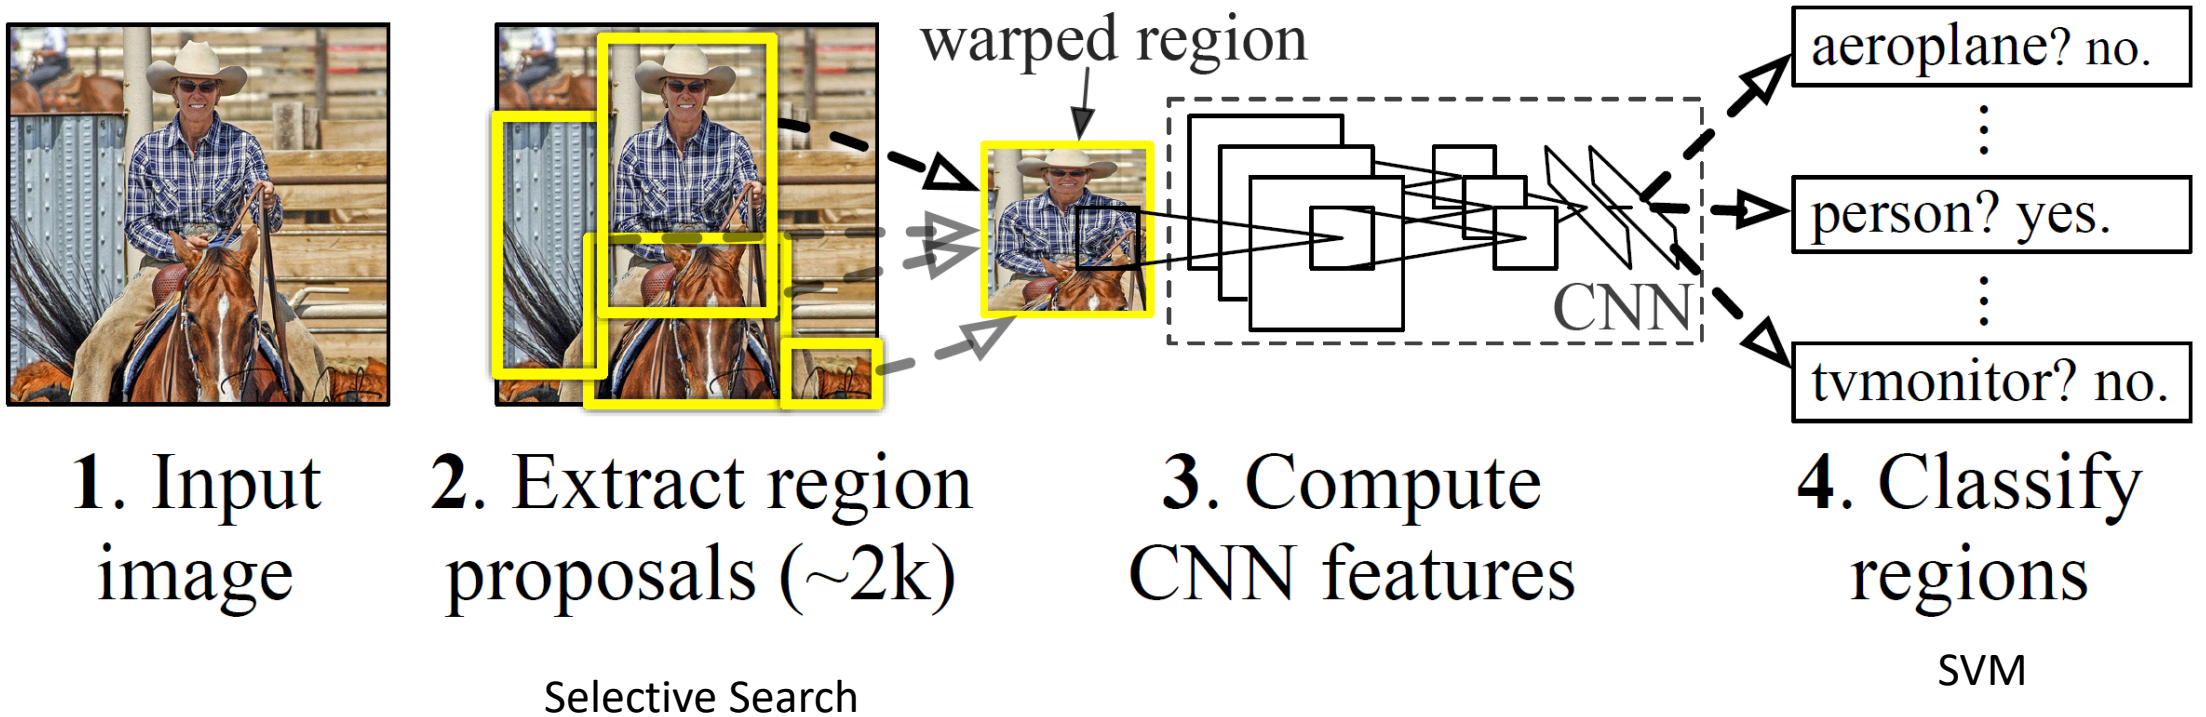 warped region
aeroplane? no.
person? yes.
tvmonitor? no.
CNN
1. Input
image
2. Extract region
proposals (~2k)
3. Compute
CNN features
4. Classify
regions
Selective Search
SVM